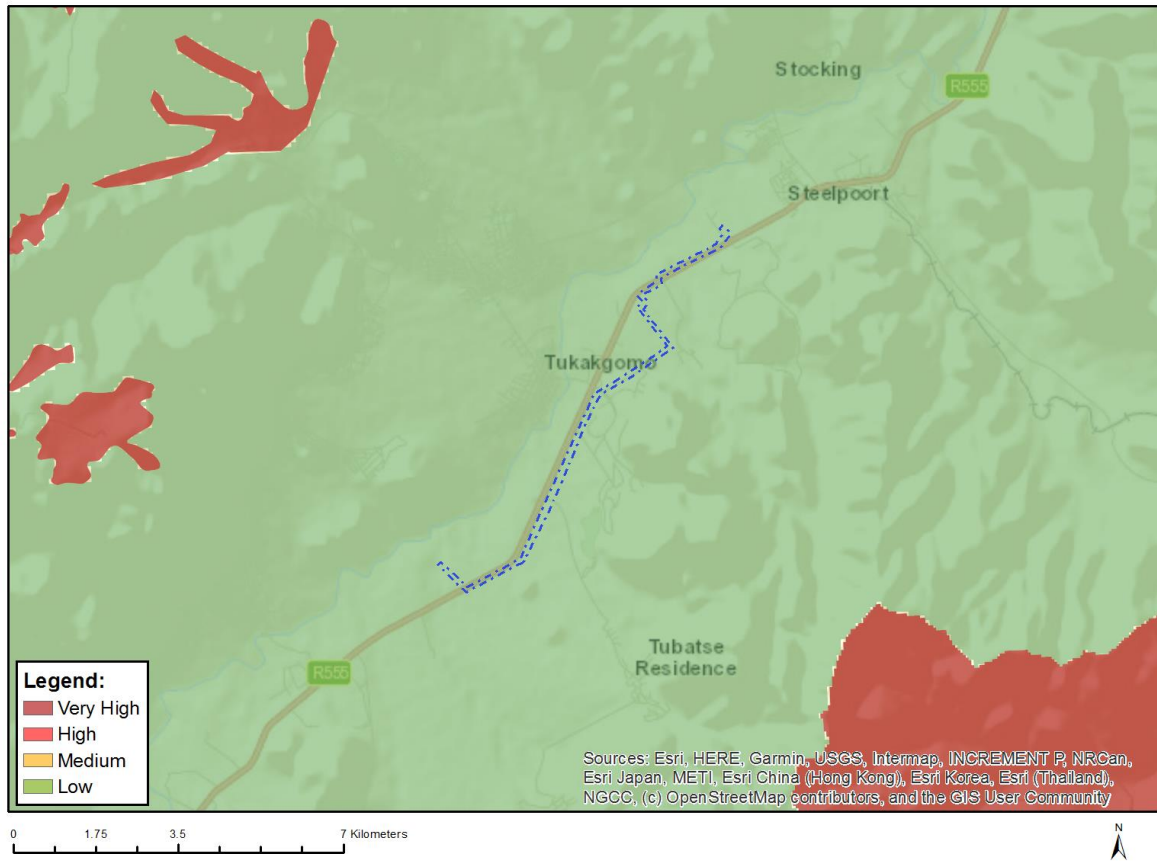 Stocking
R555
Steelpoort
Tukakgomo
Tubatse
Residence
R555
Legend:
Very High
High
Medium
Low
Sources: Esri, HERE, Garmin, USGS, Intermap, INCREMENT P, NRCan,
Esri Japan, METI, Esri China (Hong Kong), Esri Korea, Esri (Thailand),
NGCC, (c) OpenStreetMap contributors, and the GIS User Community
0 1.75 3.5 7 Kilometers
N